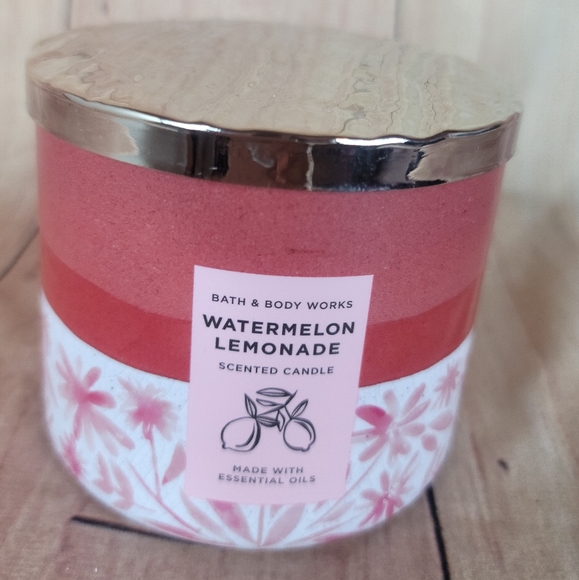 BATH & BODY WORKS
WATERMELON
LEMONADE
SCENTED CANDLE
MADE WITH
ESSENTIAL OILS